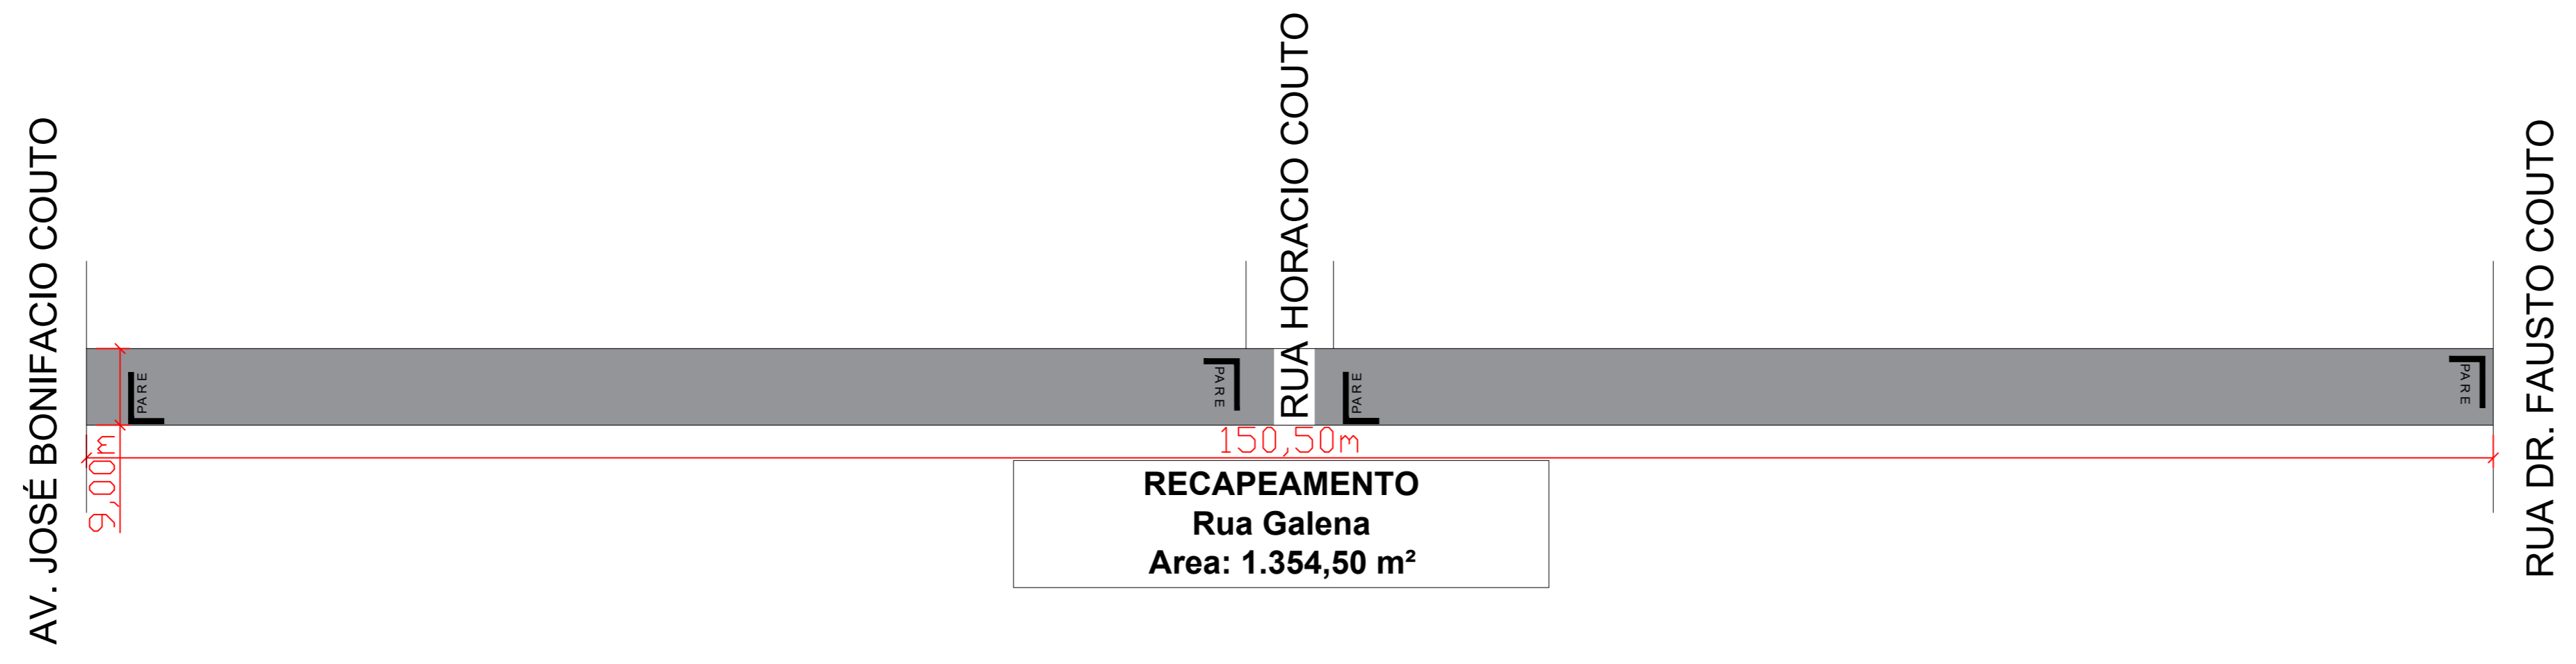 AV. JOSÉ BONIFACIO COUTO
RUA HORACIO COUTO
RUA DR. FAUSTO COUTO
PARE
PARE
PARE
PARE
9,00m
150,50m
RECAPEAMENTO
Rua Galena
Area: 1.354,50 m²